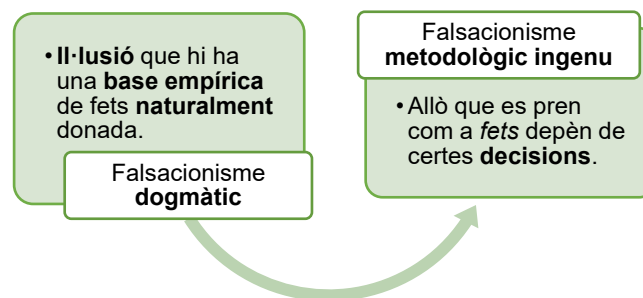 • Il·lusió que hi ha
una base empírica
de fets naturalment
donada.
Falsacionisme
dogmàtic
Falsacionisme
metodològic ingenu
• Allò que es pren
com a fets depèn de
certes decisions.